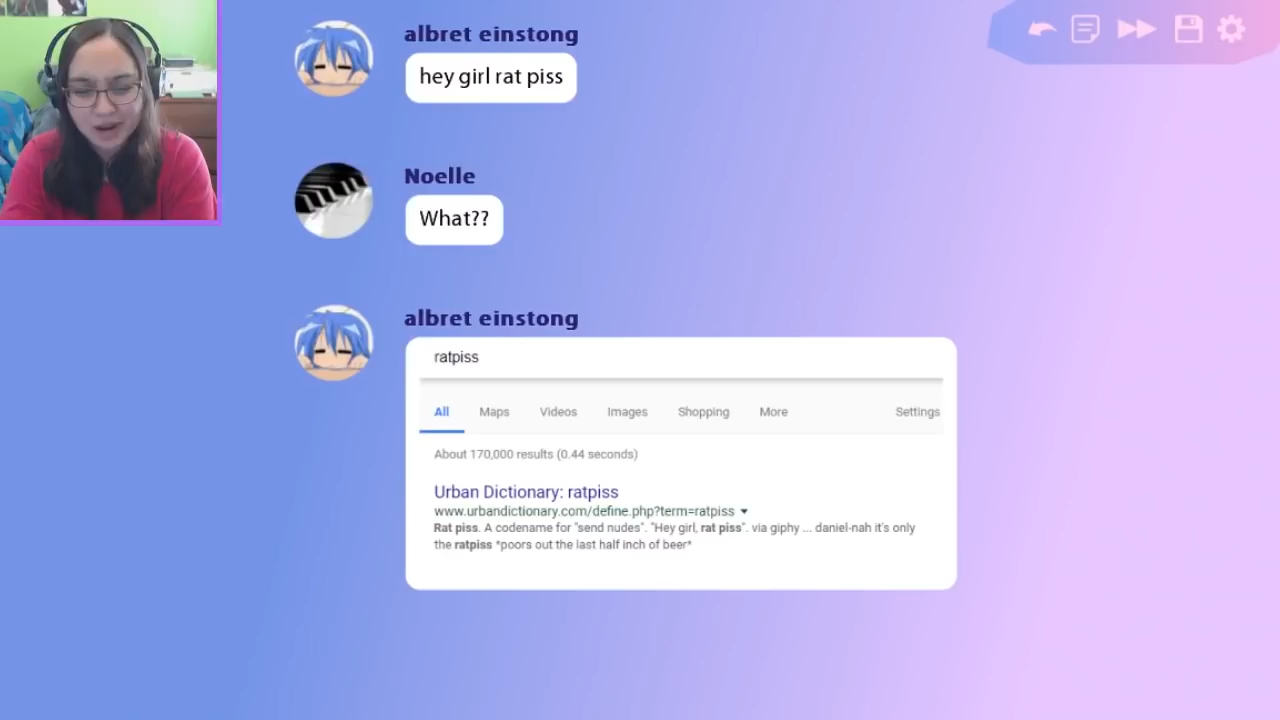 albret einstong
hey girl rat piss
Noelle
What??
albret einstong
ratpiss
All Maps Videos Images Shopping More Settings
About 170,000 results (0.44 seconds)
Urban Dictionary: ratpiss
www.urbandictionary.com/define.php?term=ratpiss
Rat piss. A codename for "send nudes". "Hey girl, rat piss". via giphy ... daniel-nah it's only
the ratpiss *poors out the last half inch of beer*